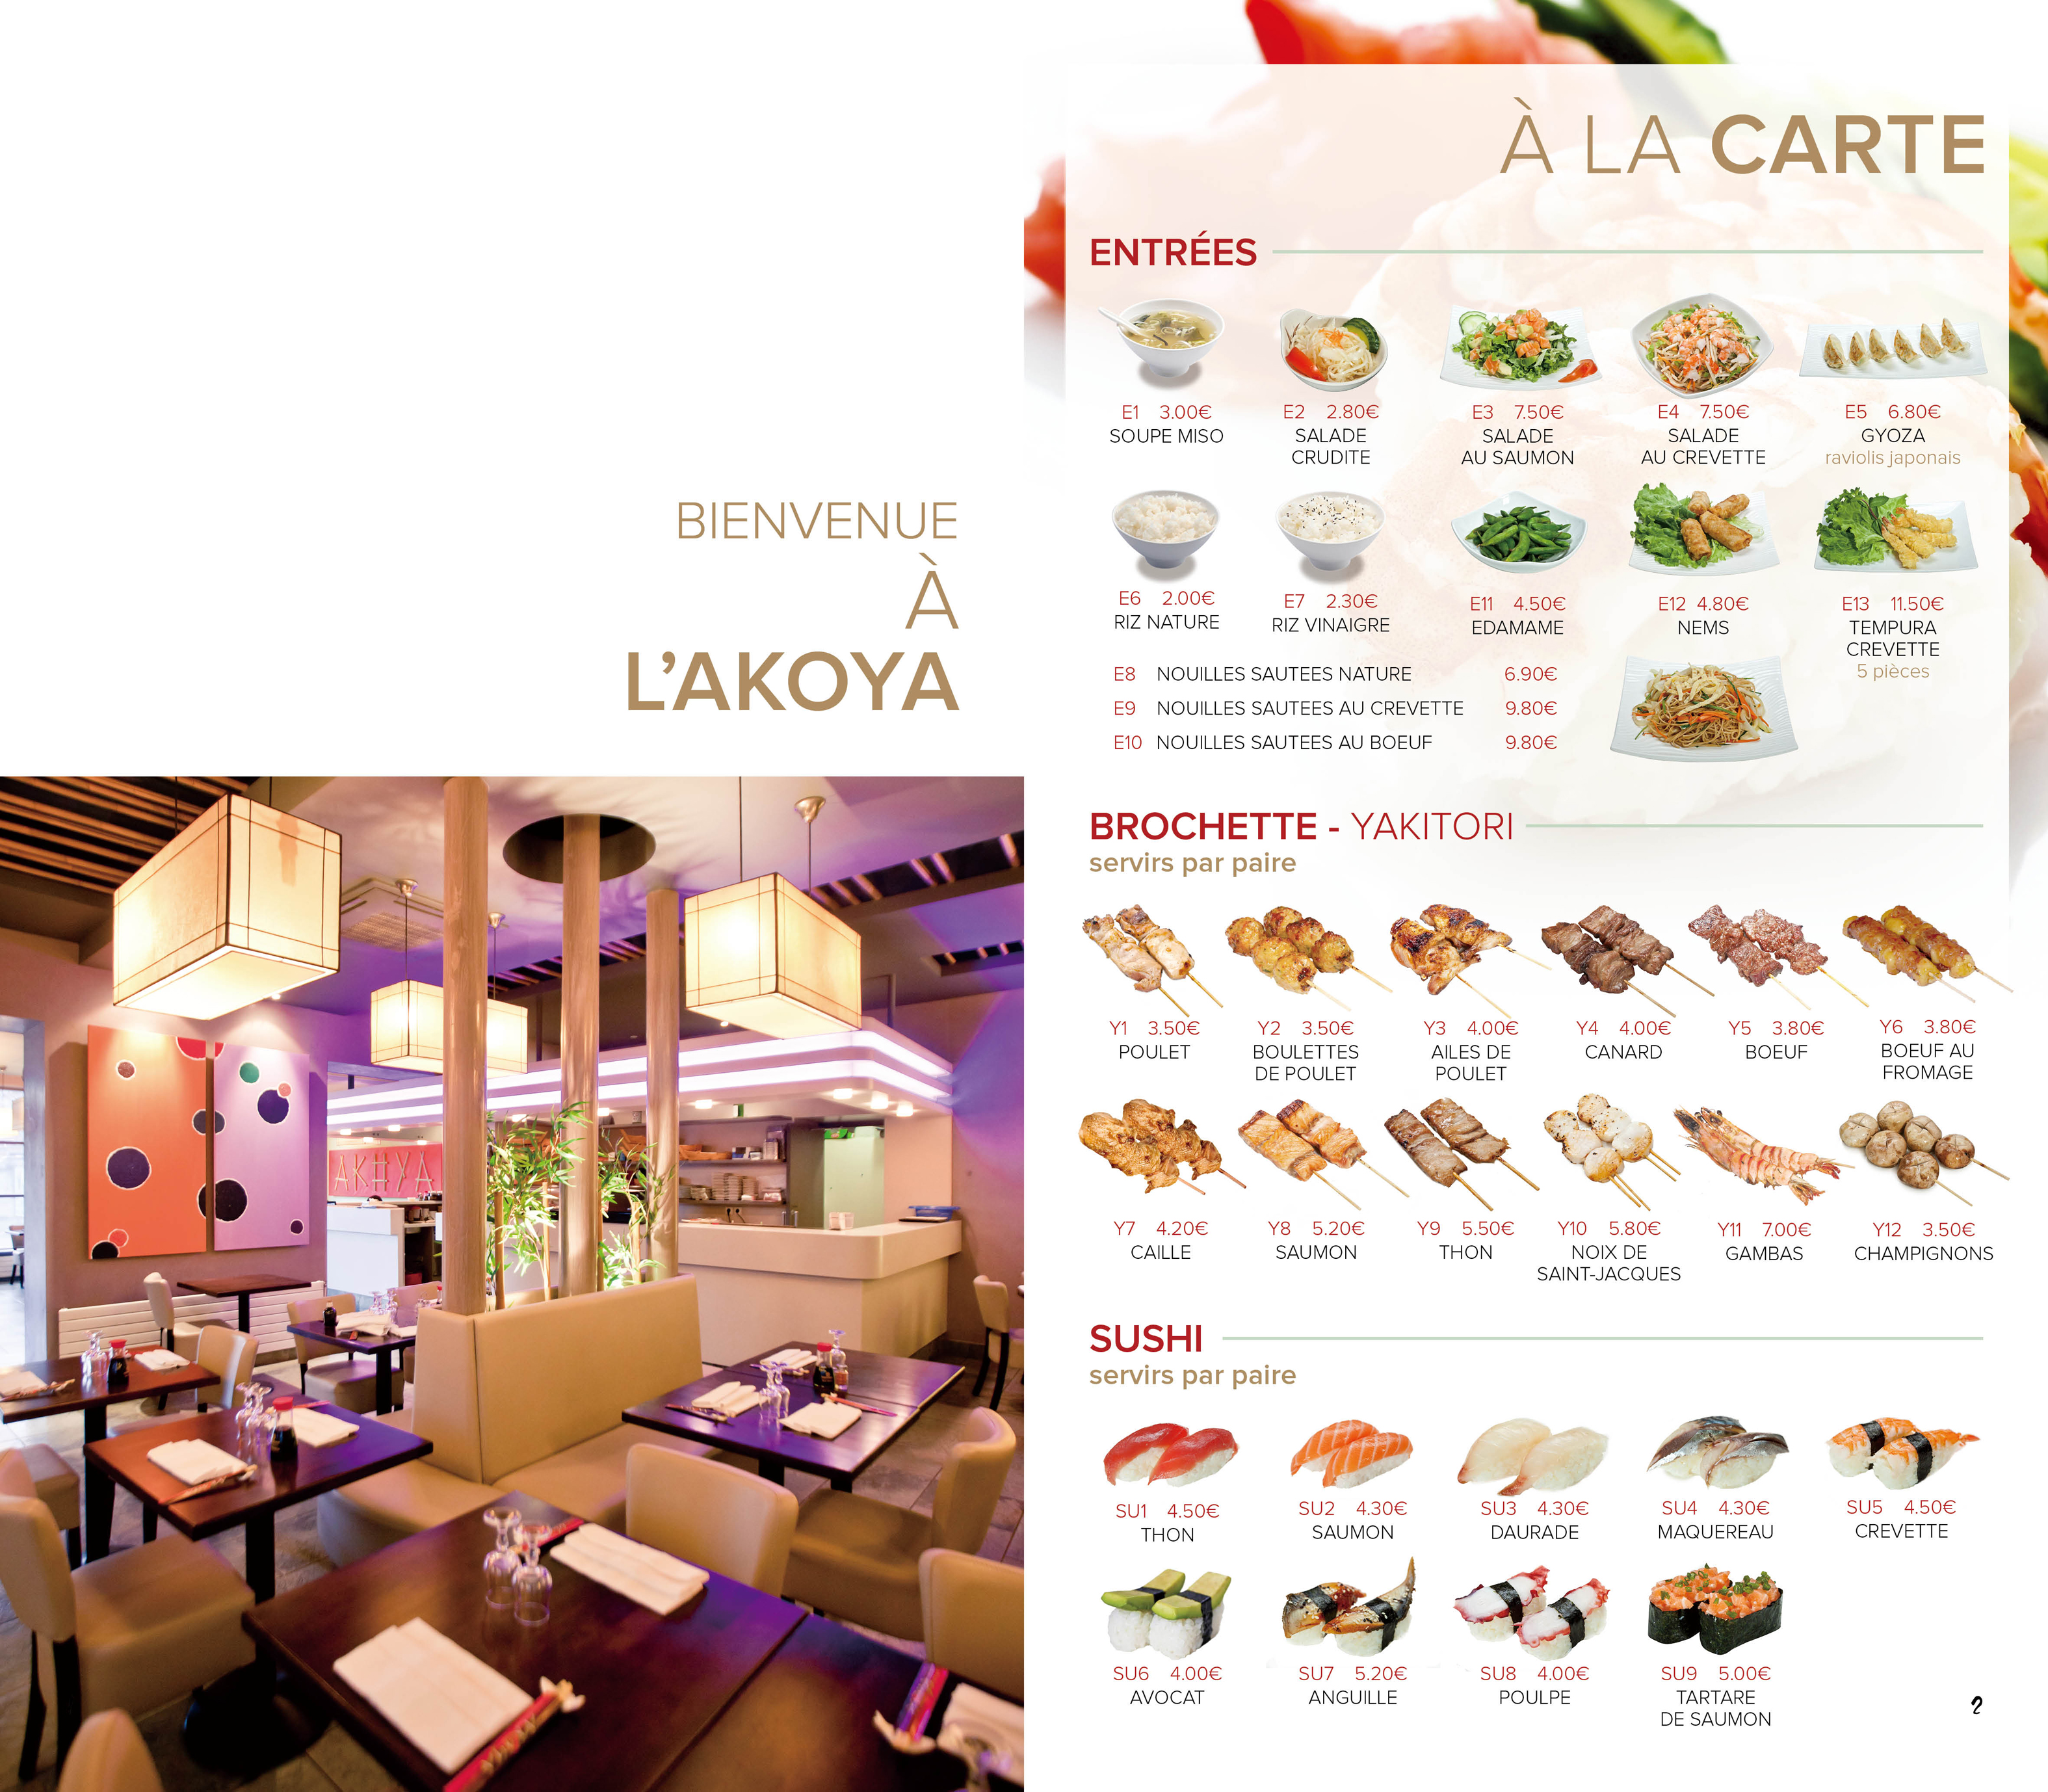 BIENVENUE
À
L'AKOYA
AKOYA
À LA CARTE
ENTRÉES
E1 3.00€
SOUPE MISO
E2 2.80€
SALADE
CRUDITE
E3 7.50€
SALADE
AU SAUMON
E4 7.50€
SALADE
AU CREVETTE
E5 6.80€
GYOZA
raviolis japonais
E6 2.00€
RIZ NATURE
E7 2.30€
RIZ VINAIGRE
E11 4.50€
EDAMAME
E12 4.80€
NEMS
E13 11.50€
TEMPURA
CREVETTE
5 pièces
E8 NOUILLES SAUTEES NATURE 6.90€
E9 NOUILLES SAUTEES AU CREVETTE 9.80€
E10 NOUILLES SAUTEES AU BOEUF 9.80€
BROCHETTE - YAKITORI
servirs par paire
Y1 3.50€
POULET
Y2 3.50€
BOULETTES
DE POULET
Y3 4.00€
AILES DE
POULET
Y4 4.00€
CANARD
Y5 3.80€
BOEUF
Y6 3.80€
BOEUF AU
FROMAGE
Y7 4.20€
CAILLE
Y8 5.20€
SAUMON
Y9 5.50€
THON
Y10 5.80€
NOIX DE
SAINT-JACQUES
Y11 7.00€
GAMBAS
Y12 3.50€
CHAMPIGNONS
SUSHI
servirs par paire
SU1 4.50€
THON
SU2 4.30€
SAUMON
SU3 4.30€
DAURADE
SU4 4.30€
MAQUEREAU
SU5 4.50€
CREVETTE
SU6 4.00€
AVOCAT
SU7 5.20€
ANGUILLE
SU8 4.00€
POULPE
SU9 5.00€
TARTARE
DE SAUMON
2